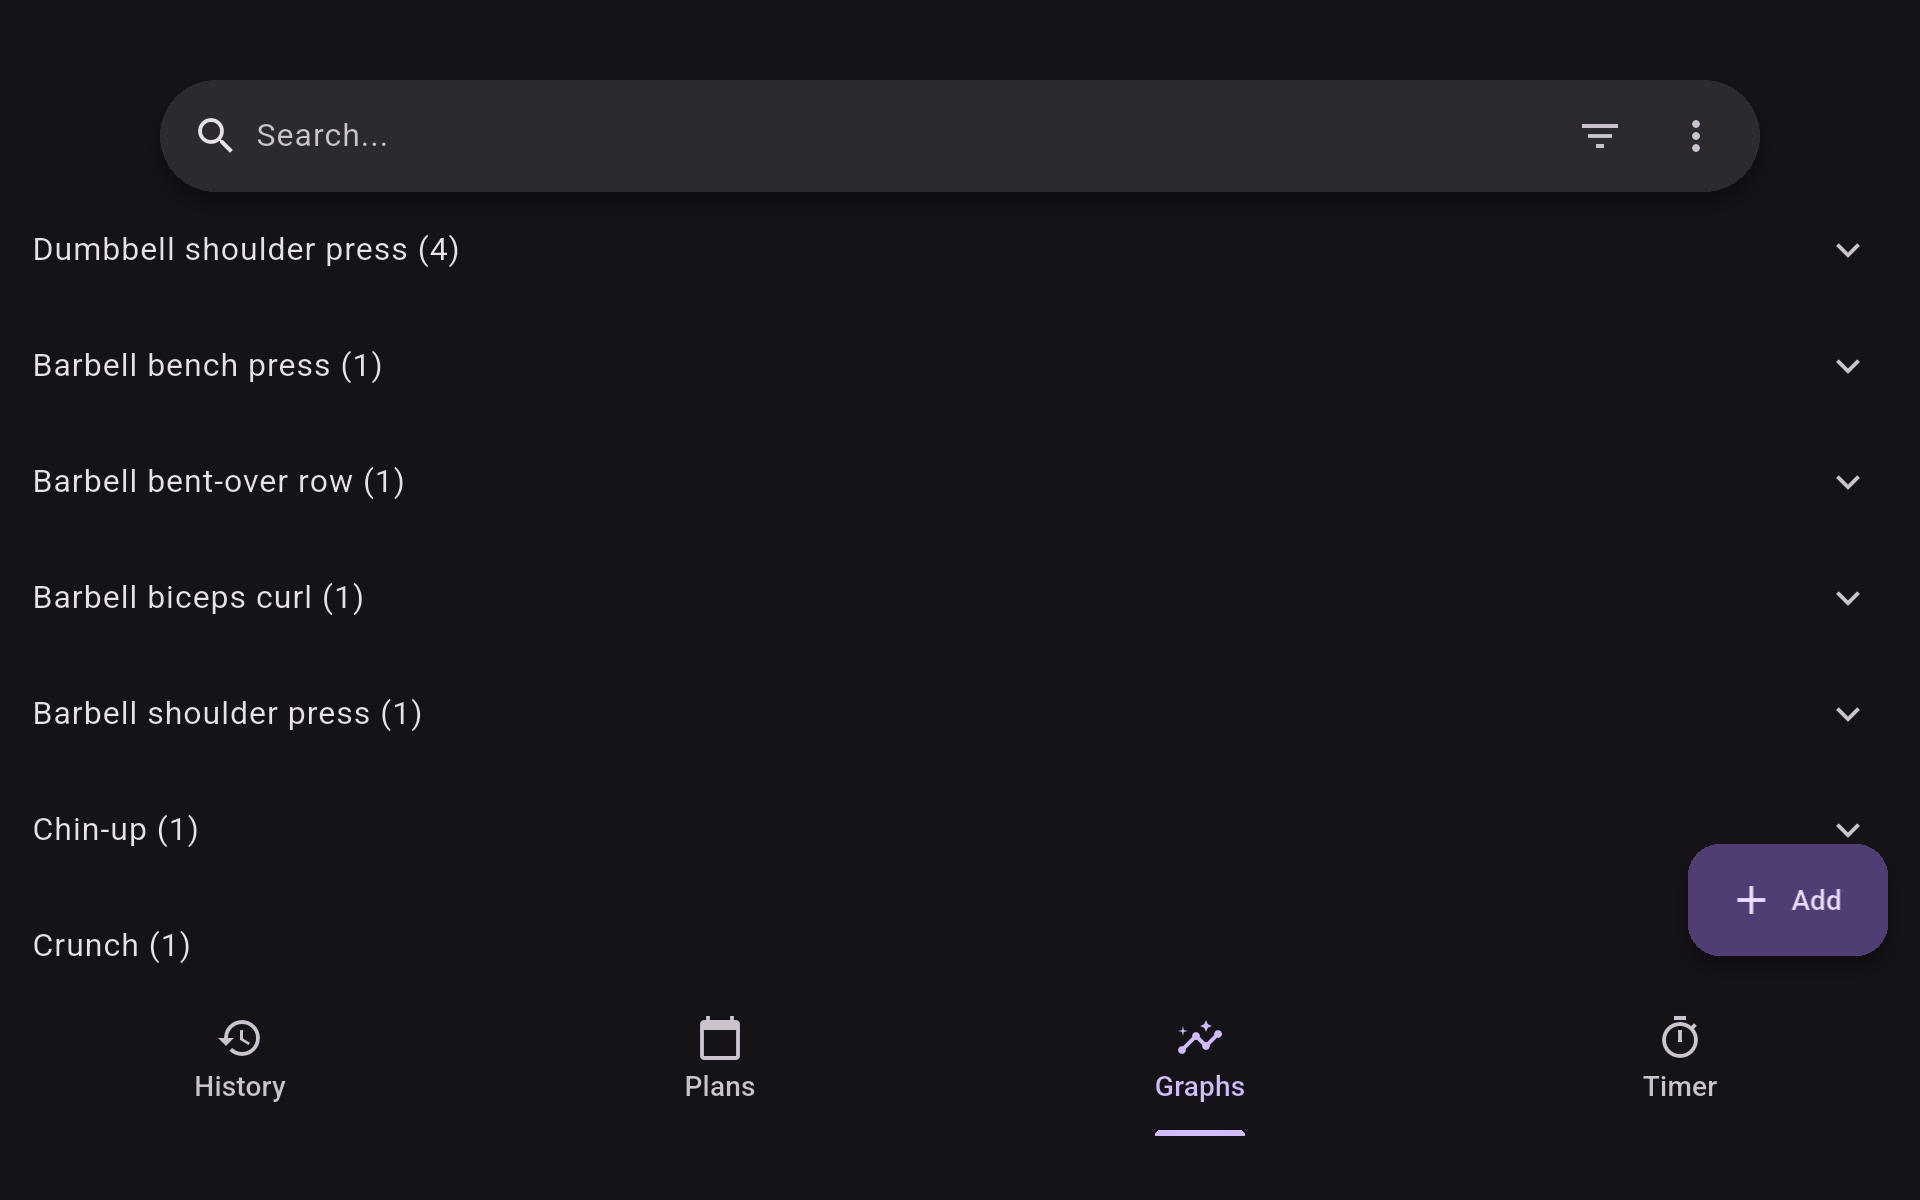 Search...
Dumbbell shoulder press (4)
Barbell bench press (1)
Barbell bent-over row (1)
Barbell biceps curl (1)
Barbell shoulder press (1)
Chin-up (1)
Add
Crunch (1)
History
Plans
Graphs
Timer